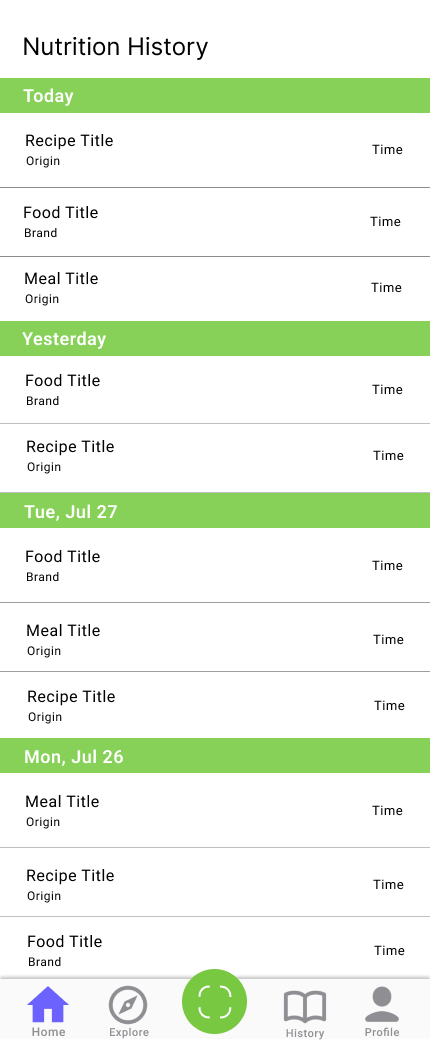 Nutrition History
Today
Recipe Title
Origin
Time
Food Title
Brand
Time
Meal Title
Origin
Time
Yesterday
Food Title
Brand
Time
Recipe Title
Origin
Time
Tue, Jul 27
Food Title
Brand
Time
Meal Title
Origin
Time
Recipe Title
Origin
Time
Mon, Jul 26
Meal Title
Origin
Time
Recipe Title
Origin
Time
Food Title
Brand
Time
Home
Explore
History
Profile